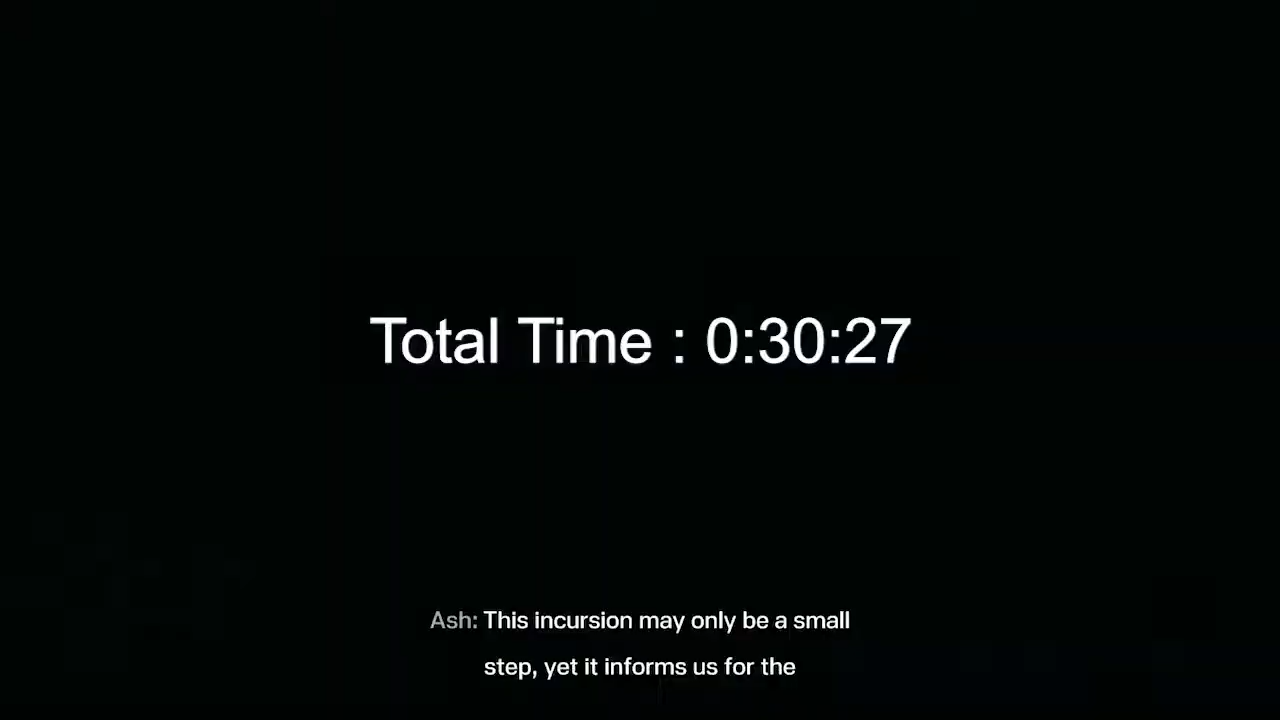 Total Time : 0:30:27
Ash: This incursion may only be a small
step, yet it informs us for the